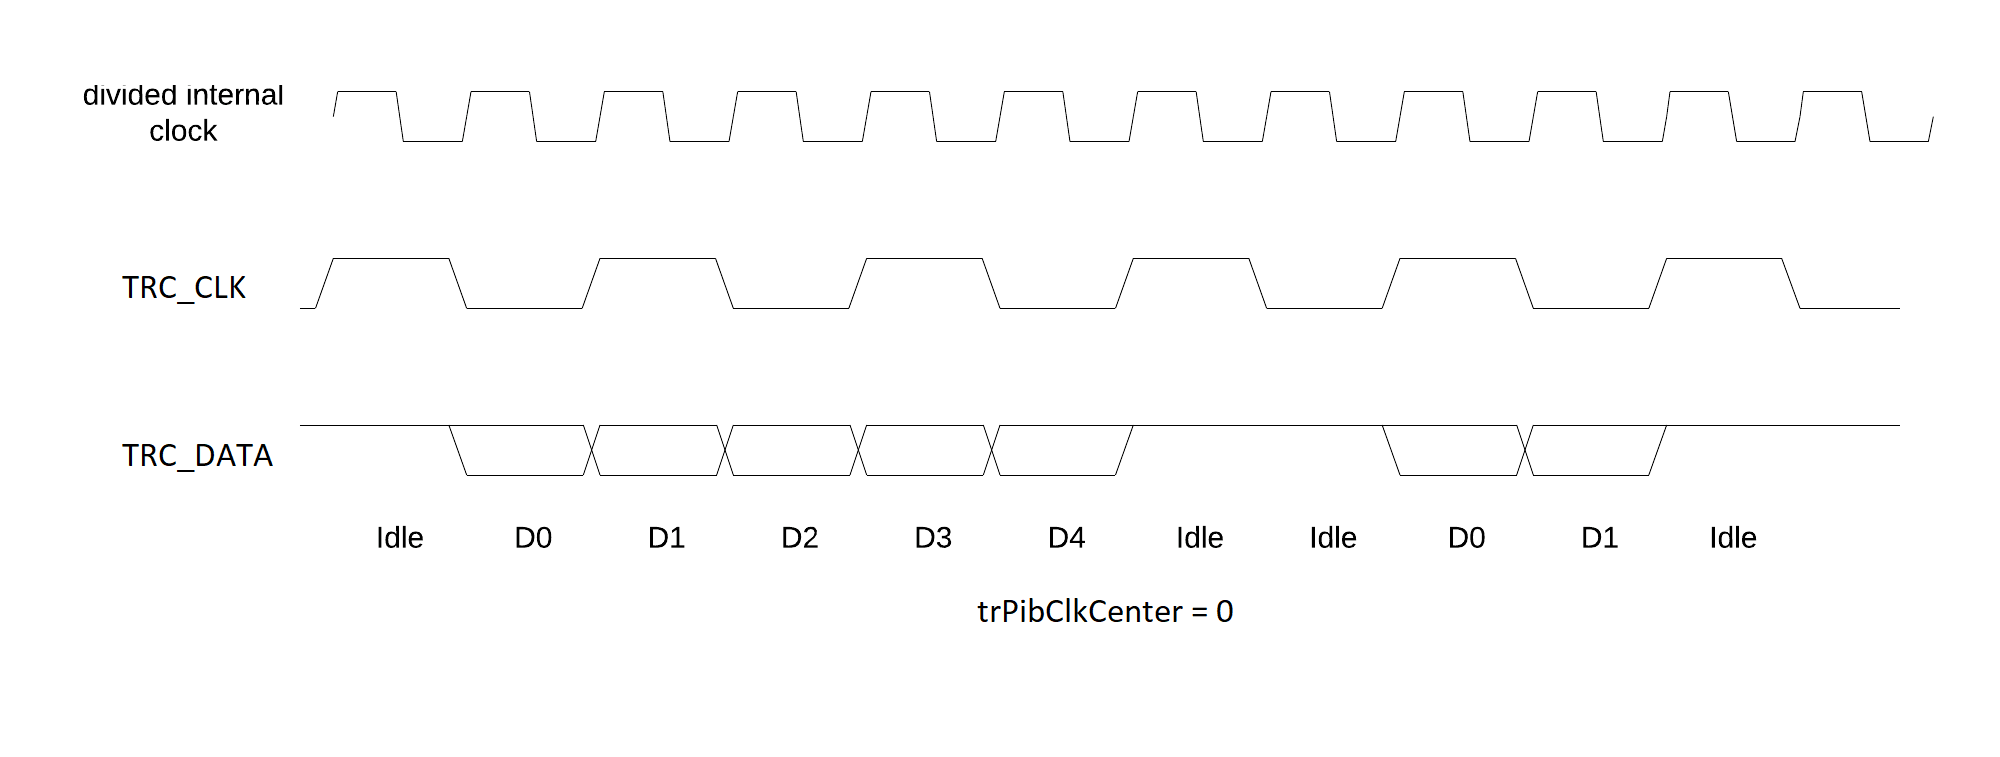 divided internal
clock
TRC_CLK
TRC_DATA
Idle D0 D1 D2 D3 D4 Idle Idle D0 D1 Idle
trPibClkCenter = 0